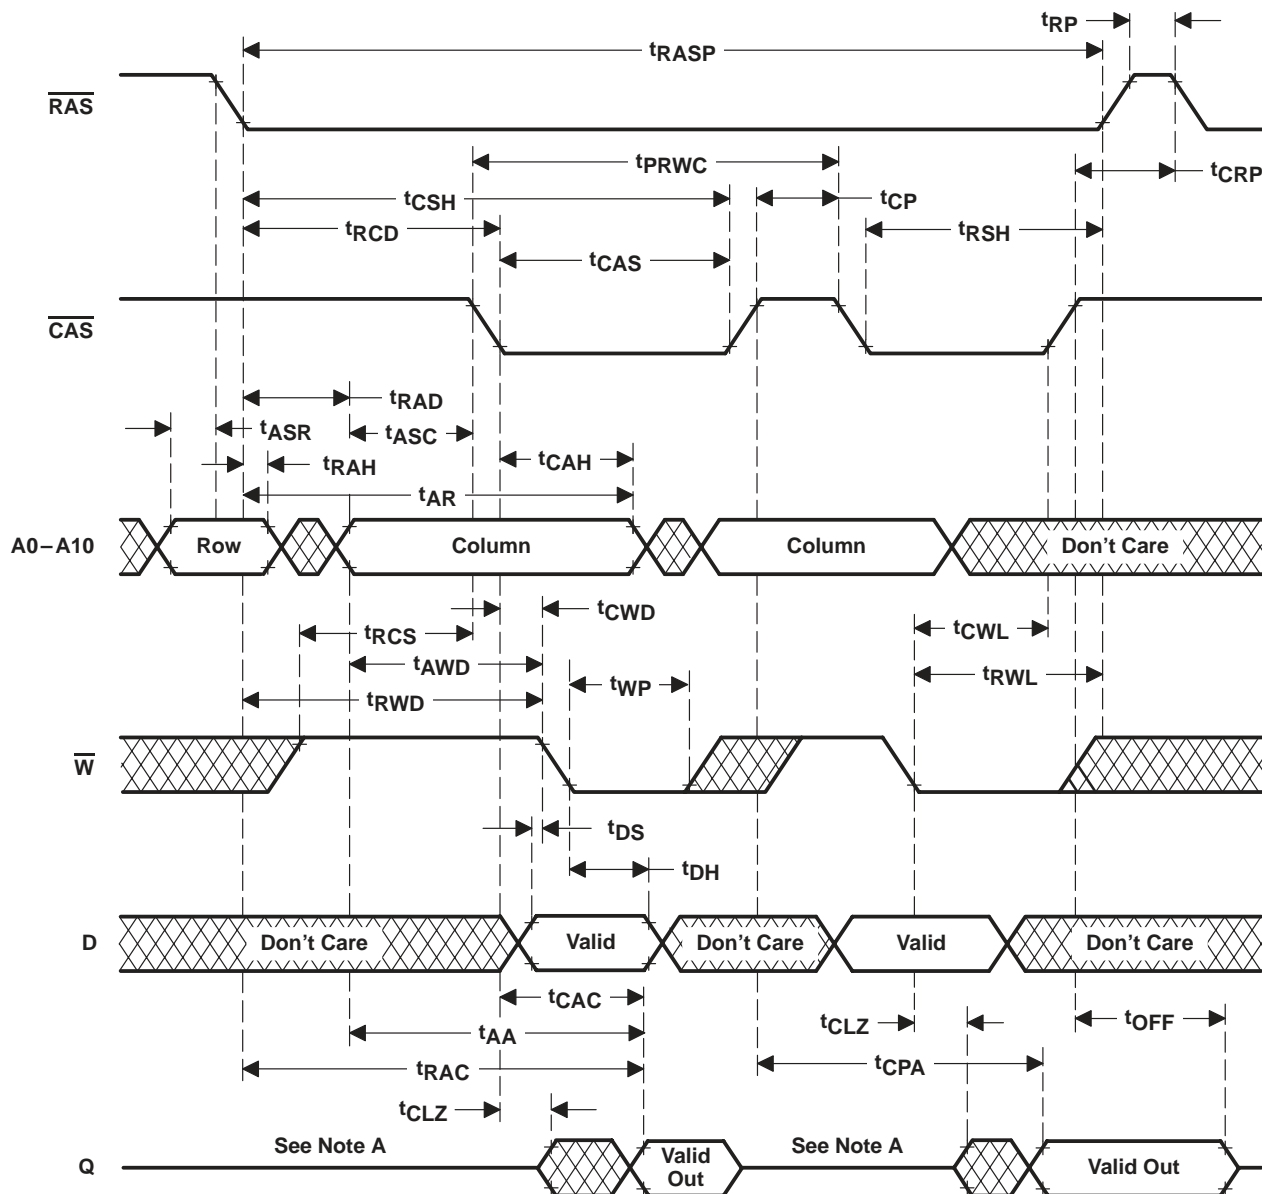 tRP
tRASP
RAS
tPRWC
tCRP
tCSH
tCP
tRCD
tRSH
tCAS
CAS
tRAD
tASR
tASC
tRAH
tCAH
tAR
A0–A10
Row
Column
Column
Don't Care
tCWD
tRCS
tCWL
tAWD
tWP
tRWD
tRWL
W
tDS
tDH
D
Don't Care
Valid
Don't Care
Valid
Don't Care
tCAC
tCLZ
tOFF
tAA
tCPA
tRAC
tCLZ
See Note A
See Note A
Q
Valid
Out
Valid Out